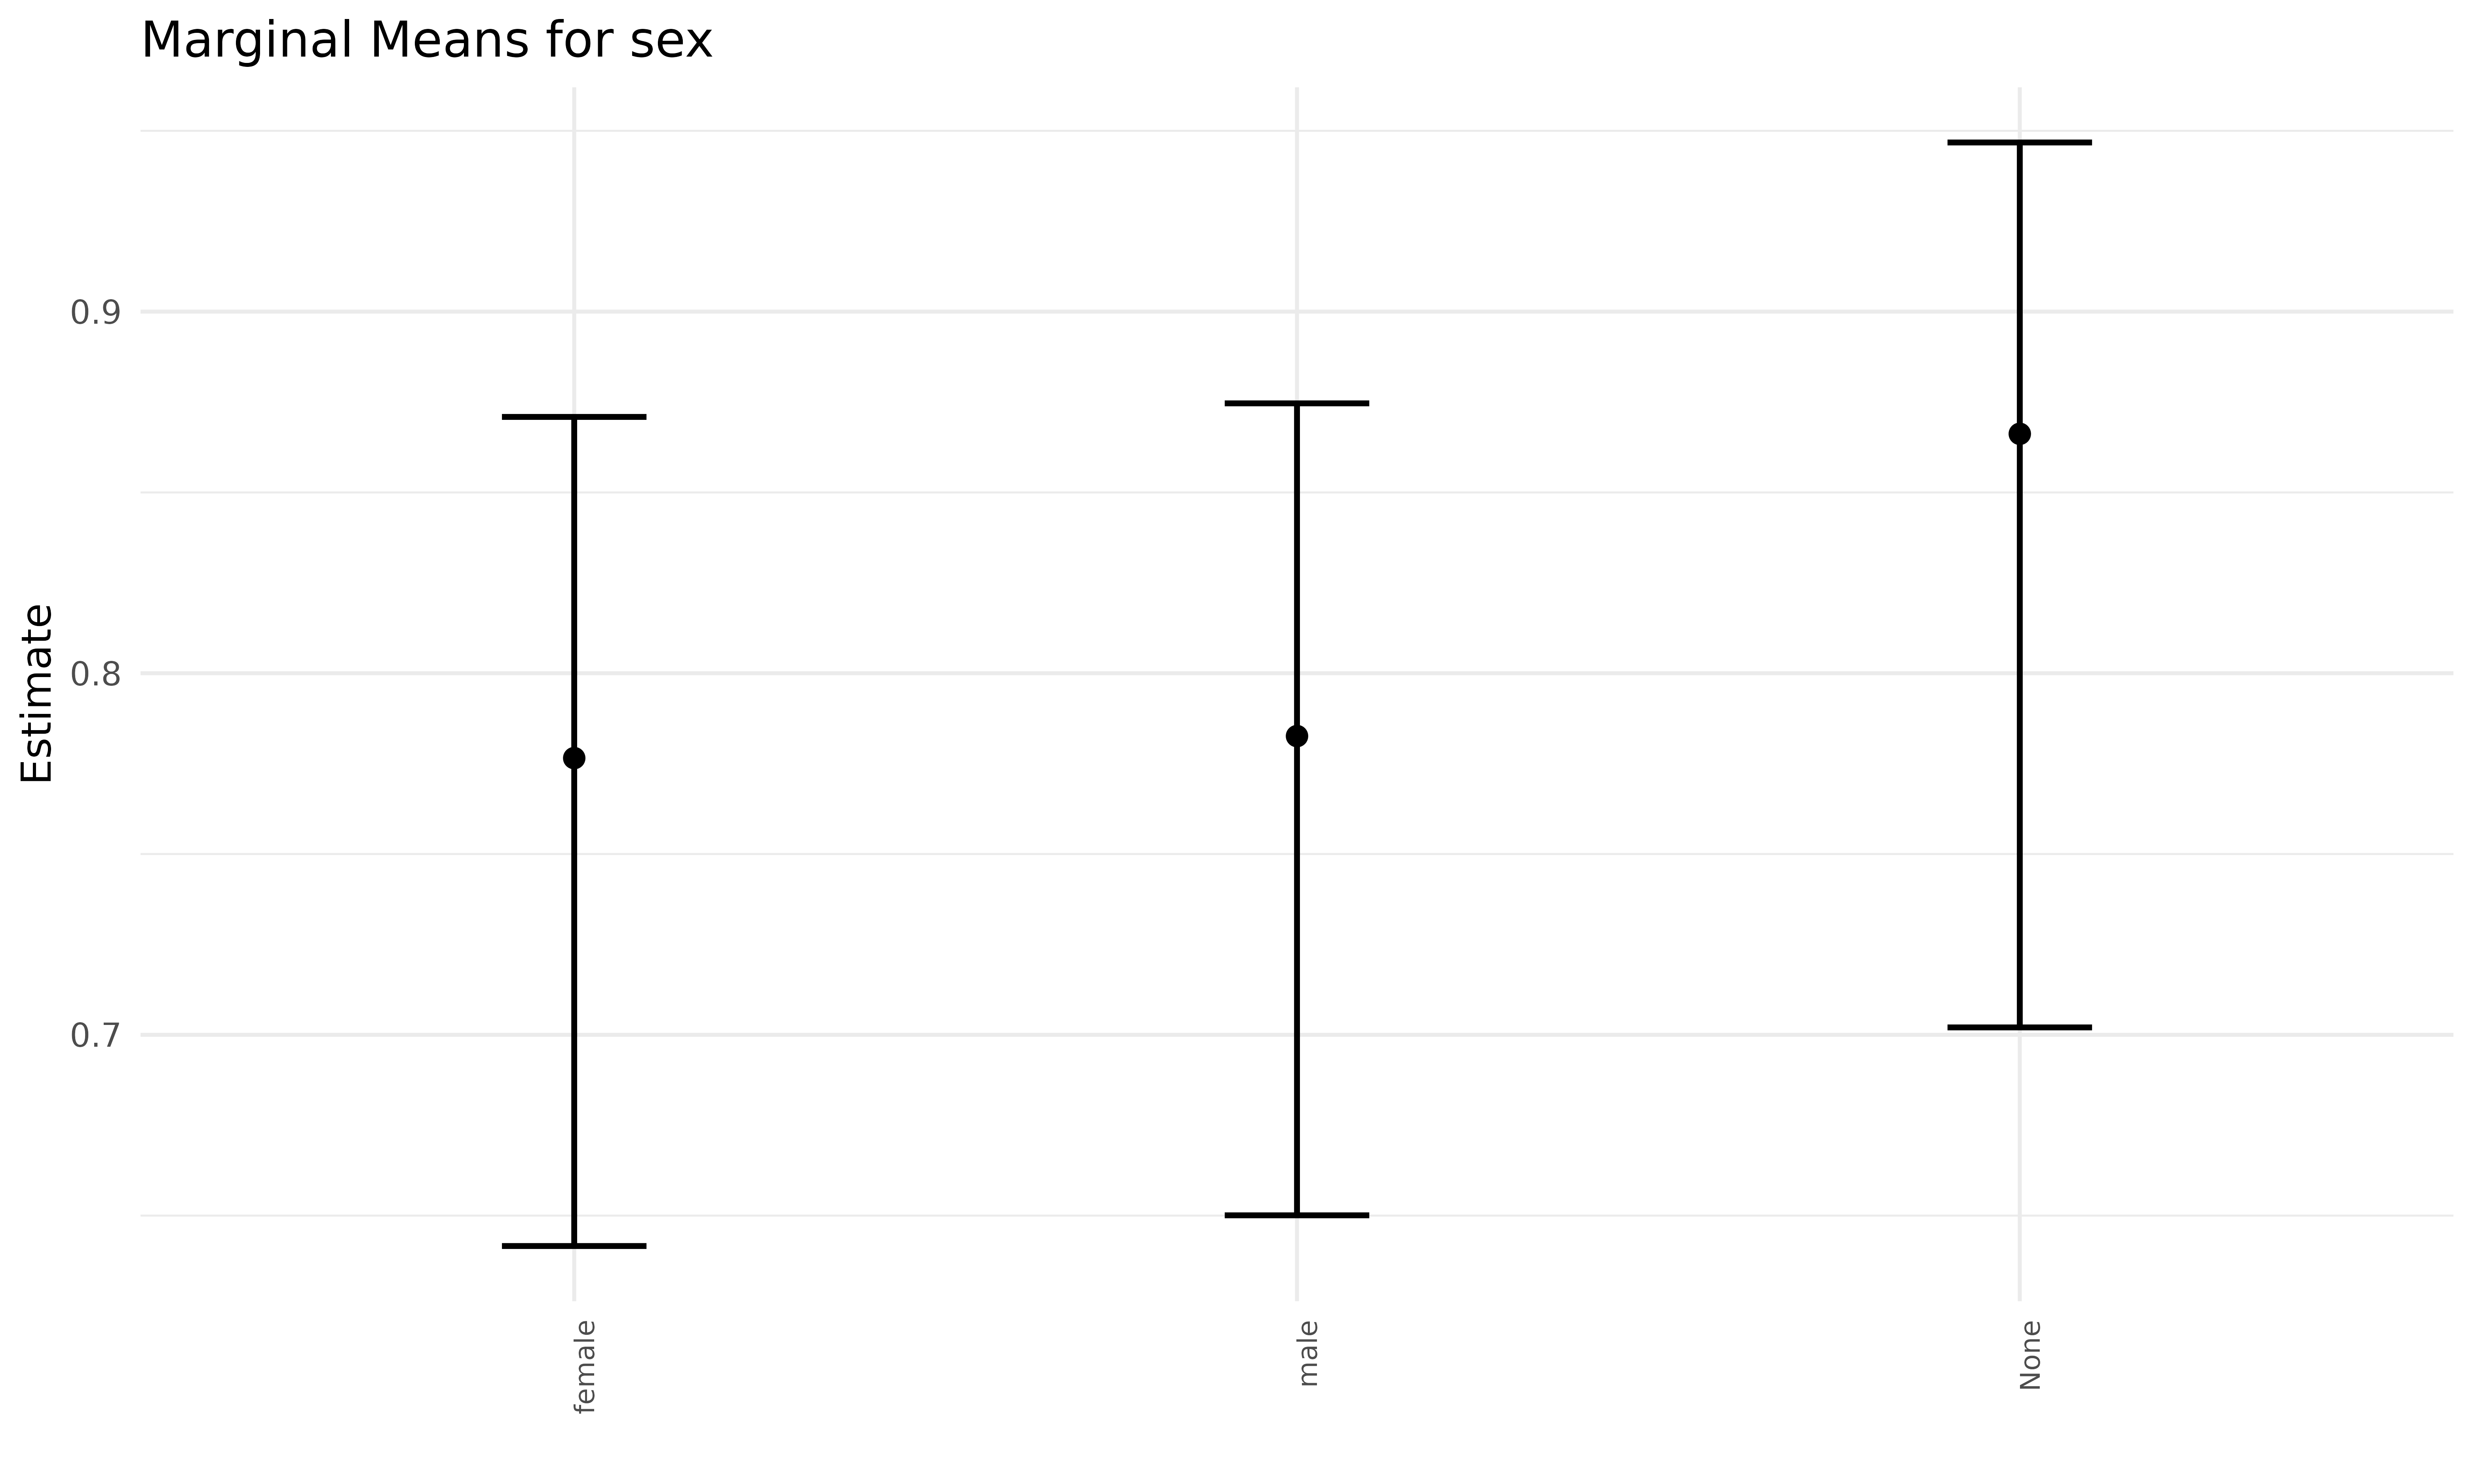 Marginal Means for sex
Estimate
0.9
0.8
0.7
female
male
None